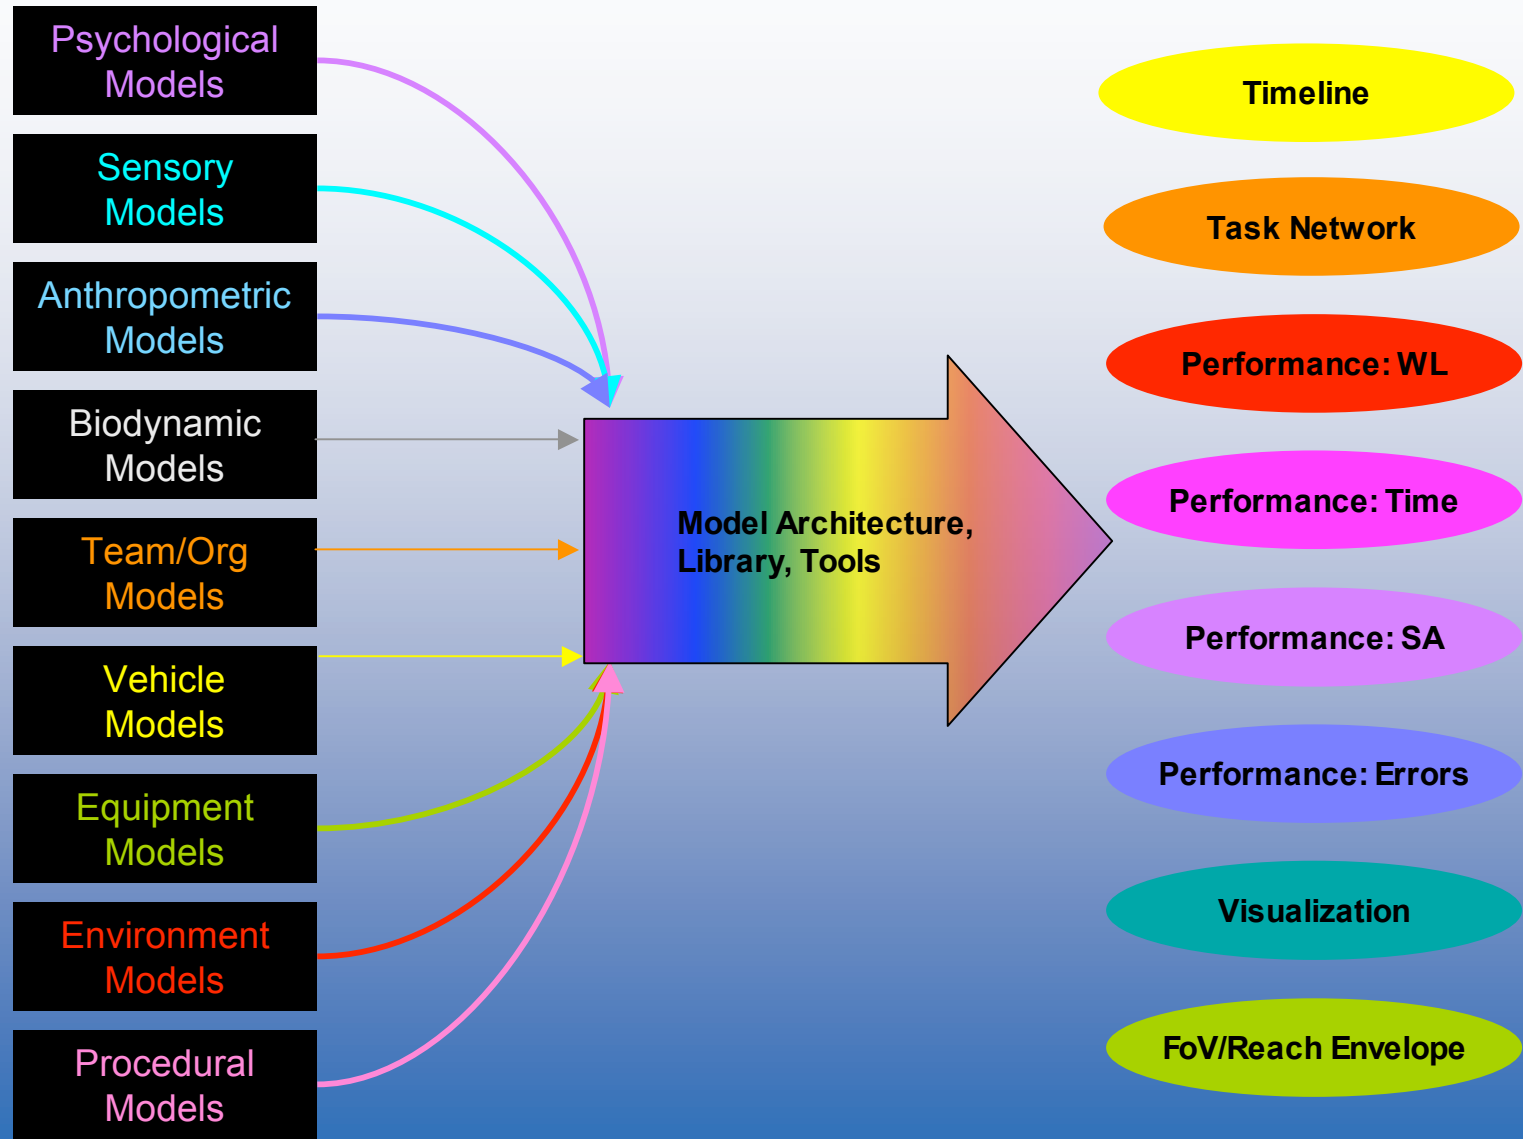 Psychological
Models
Sensory
Models
Anthropometric
Models
Biodynamic
Models
Team/Org
Models
Vehicle
Models
Equipment
Models
Environment
Models
Procedural
Models
Model Architecture,
Library, Tools
Timeline
Task Network
Performance: WL
Performance: Time
Performance: SA
Performance: Errors
Visualization
FoV/Reach Envelope